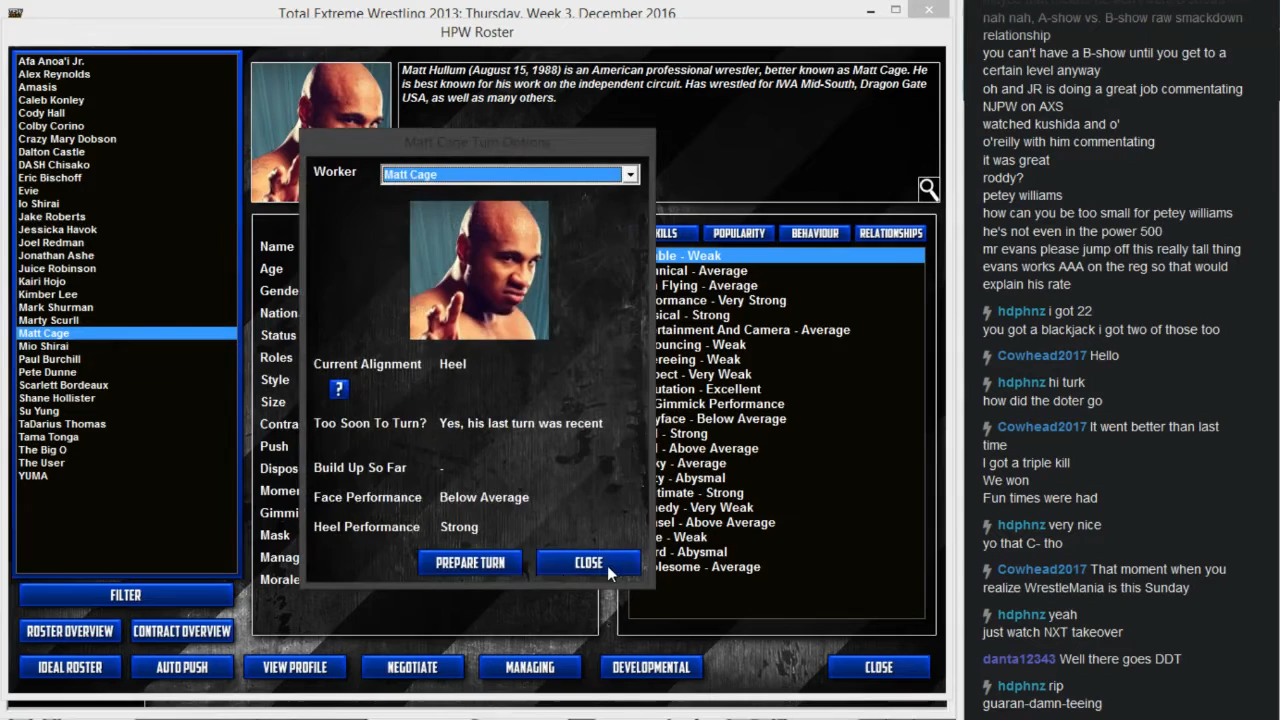 Total Extreme Wrestling 2013: Thursday, Week 3, December 2016
HPW Roster
Afa Anoa'i Jr.
Alex Reynolds
Amasis
Caleb Konley
Cody Hall
Colby Corino
Crazy Mary Dobson
Dalton Castle
DASH Chisako
Eric Bischoff
Evie
Io Shirai
Jake Roberts
Jessicka Havok
Joel Redman
Jonathan Ashe
Juice Robinson
Kairi Hojo
Kimber Lee
Mark Shurman
Marty Scurll
Matt Cage
Mio Shirai
Paul Burchill
Pete Dunne
Scarlett Bordeaux
Shane Hollister
Su Yung
TaDarius Thomas
Tama Tonga
The Big O
The User
YUMA
FILTER
ROSTER OVERVIEW
CONTRACT OVERVIEW
IDEAL ROSTER
AUTO PUSH
VIEW PROFILE
NEGOTIATE
MANAGING
DEVELOPMENTAL
CLOSE
Matt Hullum (August 15, 1988) is an American professional wrestler, better known as Matt Cage. He
is best known for his work on the independent circuit. Has wrestled for IWA Mid-South, Dragon Gate
USA, as well as many others.
Name
Age
Gende
Nation
Status
Roles
Style
Size
Contra
Push
Dispos
Momer
Gimmi
Mask
Manag
Morale
Matt Cage Turn Options
Worker
Matt Cage
Current Alignment Heel
?
Too Soon To Turn? Yes, his last turn was recent
Build Up So Far -
Face Performance Below Average
Heel Performance Strong
PREPARE TURN
CLOSE
KILLS
POPULARITY
BEHAVIOUR
RELATIONSHIPS
ble - Weak
nnical - Average
Flying - Average
ormance - Very Strong
sical - Strong
ertainment And Camera - Average
ouncing - Weak
ereeing - Weak
pect - Very Weak
utation - Excellent
Gimmick Performance
yface - Below Average
- Strong
- Above Average
ky - Average
y - Abysmal
timate - Strong
nedy - Very Weak
nsel - Above Average
e - Weak
rd - Abysmal
olesome - Average
nah nah, A-show vs. B-show raw smackdown
relationship
you can't have a B-show until you get to a
certain level anyway
oh and JR is doing a great job commentating
NJPW on AXS
watched kushida and o'
o'reilly with him commentating
it was great
roddy?
petey williams
how can you be too small for petey williams
he's not even in the power 500
mr evans please jump off this really tall thing
evans works AAA on the reg so that would
explain his rate
hdphnz i got 22
you got a blackjack i got two of those too
Cowhead2017 Hello
hdphnz hi turk
how did the doter go
Cowhead2017 It went better than last
time
I got a triple kill
We won
Fun times were had
hdphnz very nice
yo that C- tho
Cowhead2017 That moment when you
realize WrestleMania is this Sunday
hdphnz yeah
just watch NXT takeover
danta12343 Well there goes DDT
hdphnz rip
guaran-damn-teeing